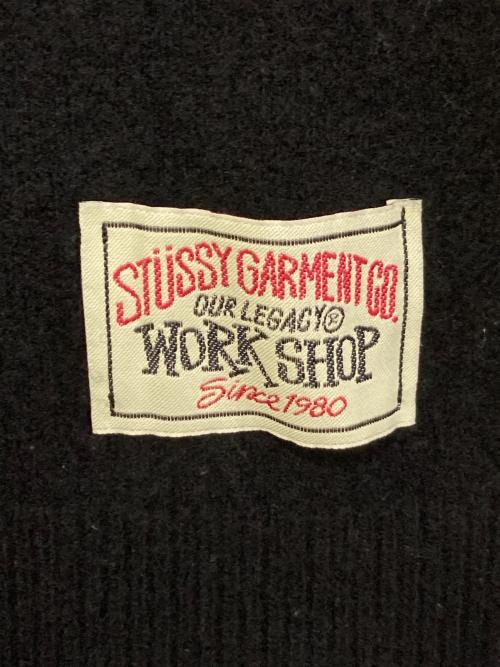 STÜSSY GARMENT CO.
OUR LEGACY®
WORK SHOP
Since 1980